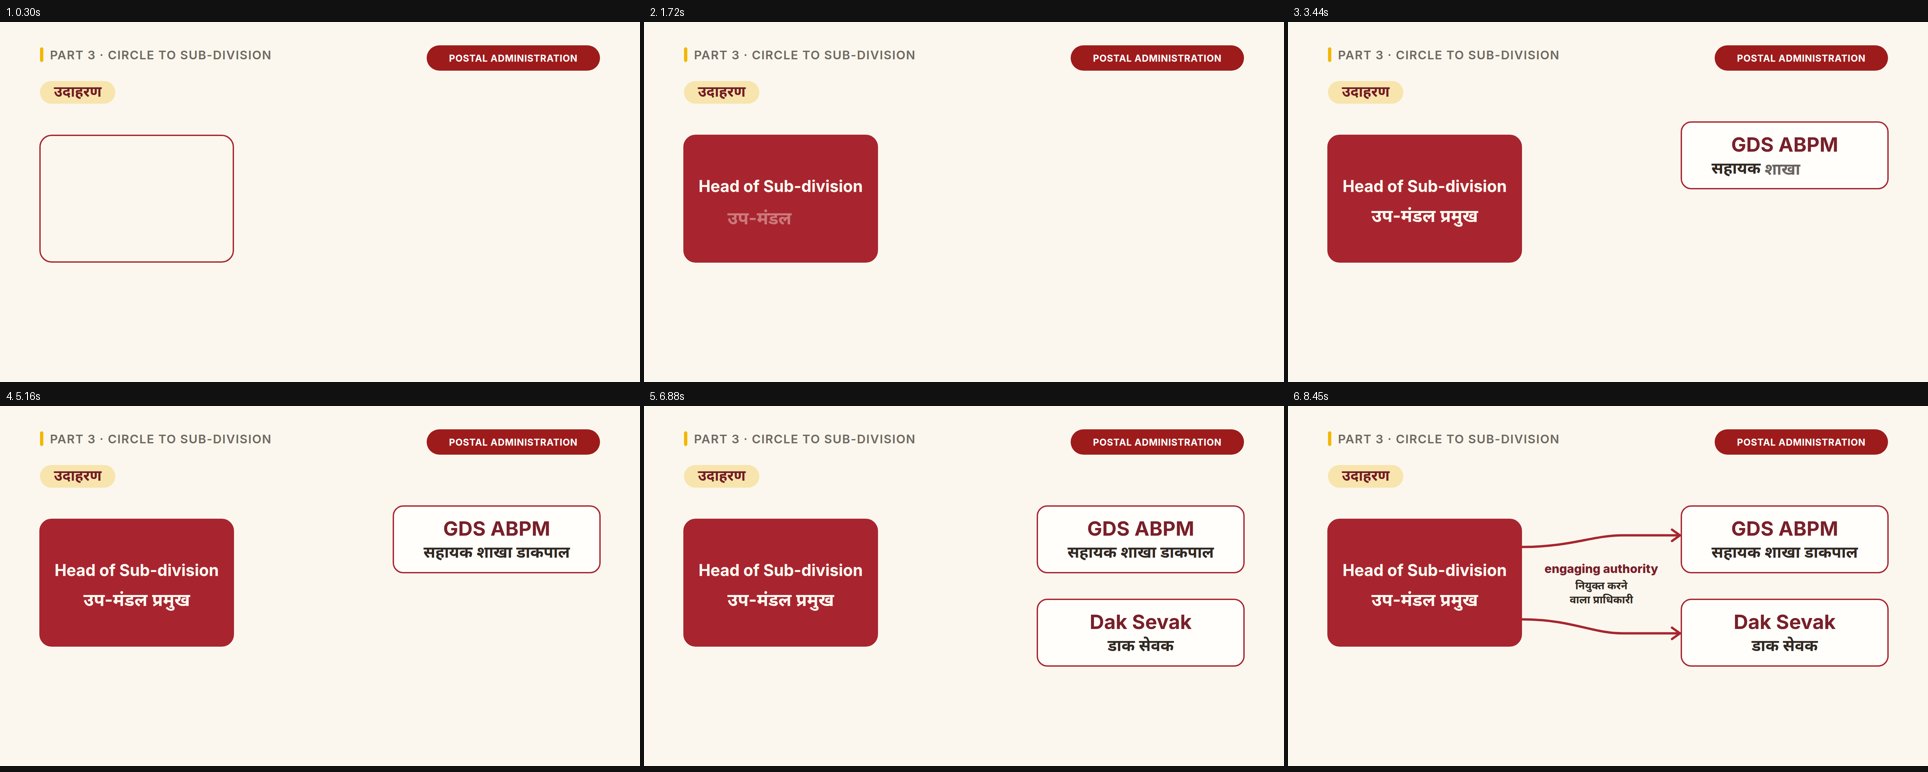 1. 0.30s
PART 3 · CIRCLE TO SUB-DIVISION
POSTAL ADMINISTRATION
उदाहरण
2. 1.72s
PART 3 · CIRCLE TO SUB-DIVISION
POSTAL ADMINISTRATION
उदाहरण
Head of Sub-division
उप-मंडल
3. 3.44s
PART 3 · CIRCLE TO SUB-DIVISION
POSTAL ADMINISTRATION
उदाहरण
Head of Sub-division
उप-मंडल प्रमुख
GDS ABPM
सहायक शाखा
4. 5.16s
PART 3 · CIRCLE TO SUB-DIVISION
POSTAL ADMINISTRATION
उदाहरण
Head of Sub-division
उप-मंडल प्रमुख
GDS ABPM
सहायक शाखा डाकपाल
5. 6.88s
PART 3 · CIRCLE TO SUB-DIVISION
POSTAL ADMINISTRATION
उदाहरण
Head of Sub-division
उप-मंडल प्रमुख
GDS ABPM
सहायक शाखा डाकपाल
Dak Sevak
डाक सेवक
6. 8.45s
PART 3 · CIRCLE TO SUB-DIVISION
POSTAL ADMINISTRATION
उदाहरण
Head of Sub-division
उप-मंडल प्रमुख
engaging authority
नियुक्त करने
वाला प्राधिकारी
GDS ABPM
सहायक शाखा डाकपाल
Dak Sevak
डाक सेवक